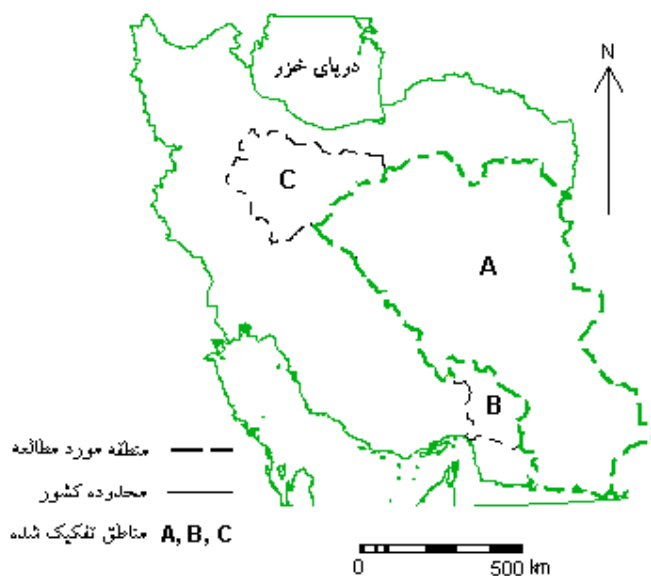 دریای خزر
N
C
A
B
منطقه مورد مطالعه
محدوده کشور
مناطق تفکیک شده A, B, C
0 500 km